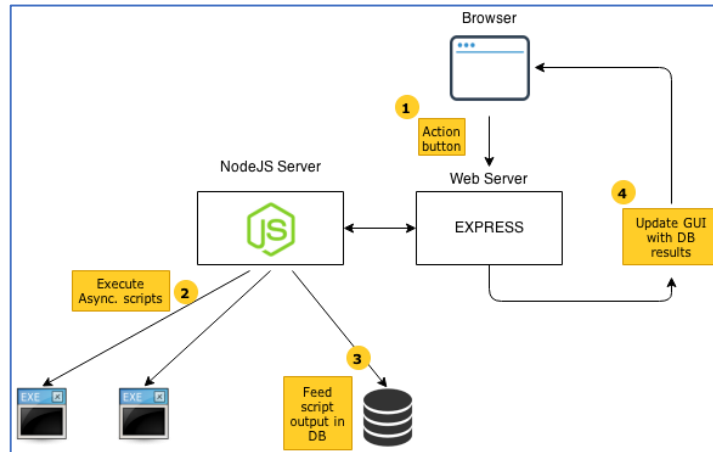 Browser
1
Action
button
NodeJS Server
Web Server
JS
EXPRESS
4
Update GUI
with DB
results
Execute
Async. scripts
2
3
EXE
EXE
Feed
script
output in
DB